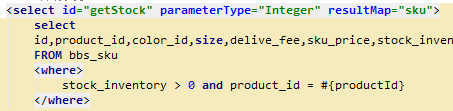 <select id="getStock" parameterType="Integer" resultMap="sku">
select
id,product_id,color_id,size,delive_fee,sku_price,stock_inven
FROM bbs_sku
<where>
stock_inventory > 0 and product_id = #{productId}
</where>